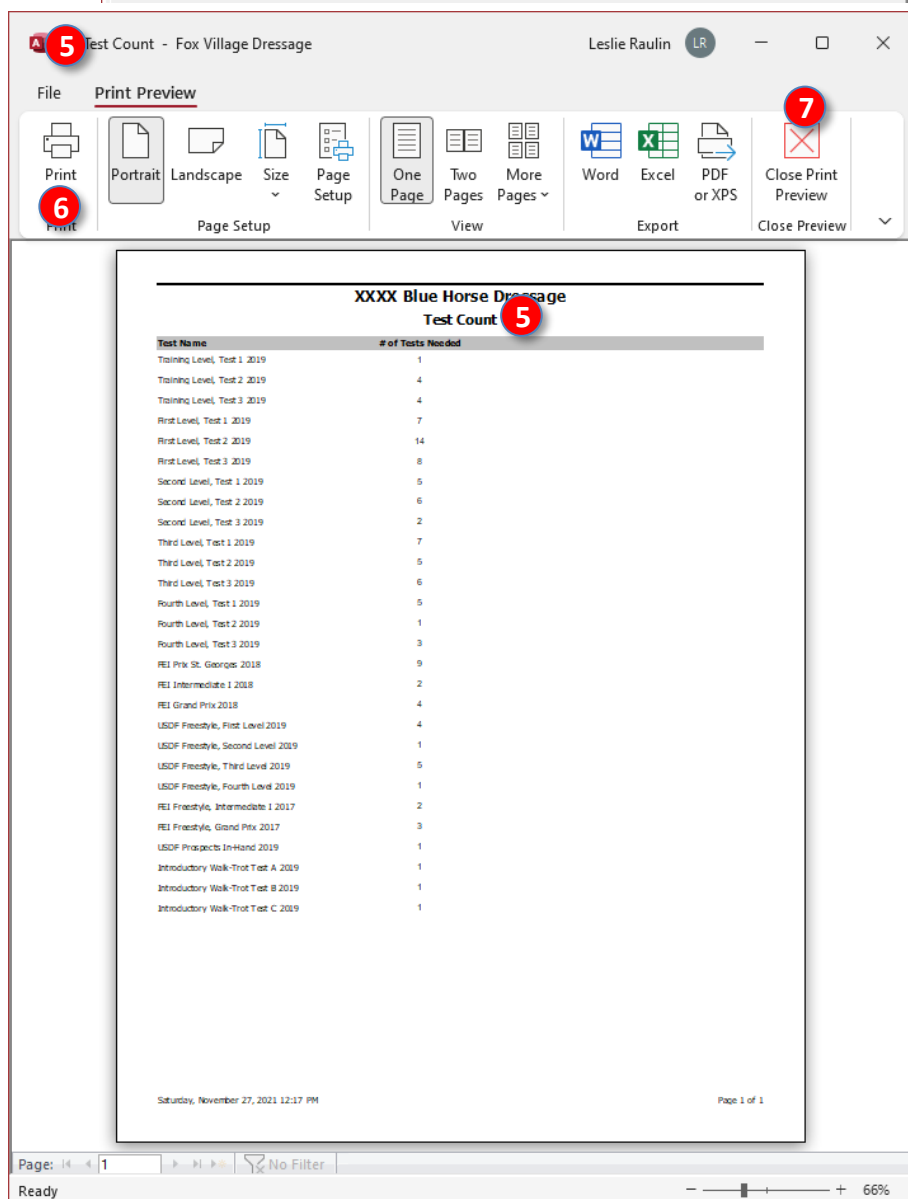 5 Test Count - Fox Village Dressage Leslie Raulin LR
File Print Preview
7
Print Portrait Landscape Size Page Setup One Page Two Pages More Pages Word Excel PDF or XPS Close Print Preview
6
Print Page Setup View Export Close Preview
XXXX Blue Horse Dressage
Test Count 5
Test Name # of Tests Needed
Training Level, Test 1 2019 1
Training Level, Test 2 2019 4
Training Level, Test 3 2019 4
First Level, Test 1 2019 7
First Level, Test 2 2019 14
First Level, Test 3 2019 8
Second Level, Test 1 2019 5
Second Level, Test 2 2019 6
Second Level, Test 3 2019 2
Third Level, Test 1 2019 7
Third Level, Test 2 2019 5
Third Level, Test 3 2019 6
Fourth Level, Test 1 2019 5
Fourth Level, Test 2 2019 1
Fourth Level, Test 3 2019 3
FEI Prix St. Georges 2018 9
FEI Intermediate I 2018 2
FEI Grand Prix 2018 4
USDF Freestyle, First Level 2019 4
USDF Freestyle, Second Level 2019 1
USDF Freestyle, Third Level 2019 5
USDF Freestyle, Fourth Level 2019 1
FEI Freestyle, Intermediate I 2017 2
FEI Freestyle, Grand Prix 2017 3
USDF Prospects In-Hand 2019 1
Introductory Walk-Trot Test A 2019 1
Introductory Walk-Trot Test B 2019 1
Introductory Walk-Trot Test C 2019 1
Saturday, November 27, 2021 12:17 PM Page 1 of 1
Page: 1 No Filter
Ready 66%